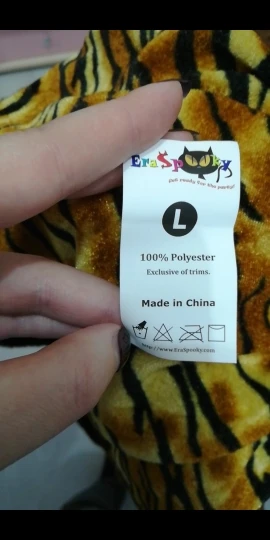 EraSpooky
Get ready for the party!
L
100% Polyester
Exclusive of trims.
Made in China
http://www.EraSpooky.com